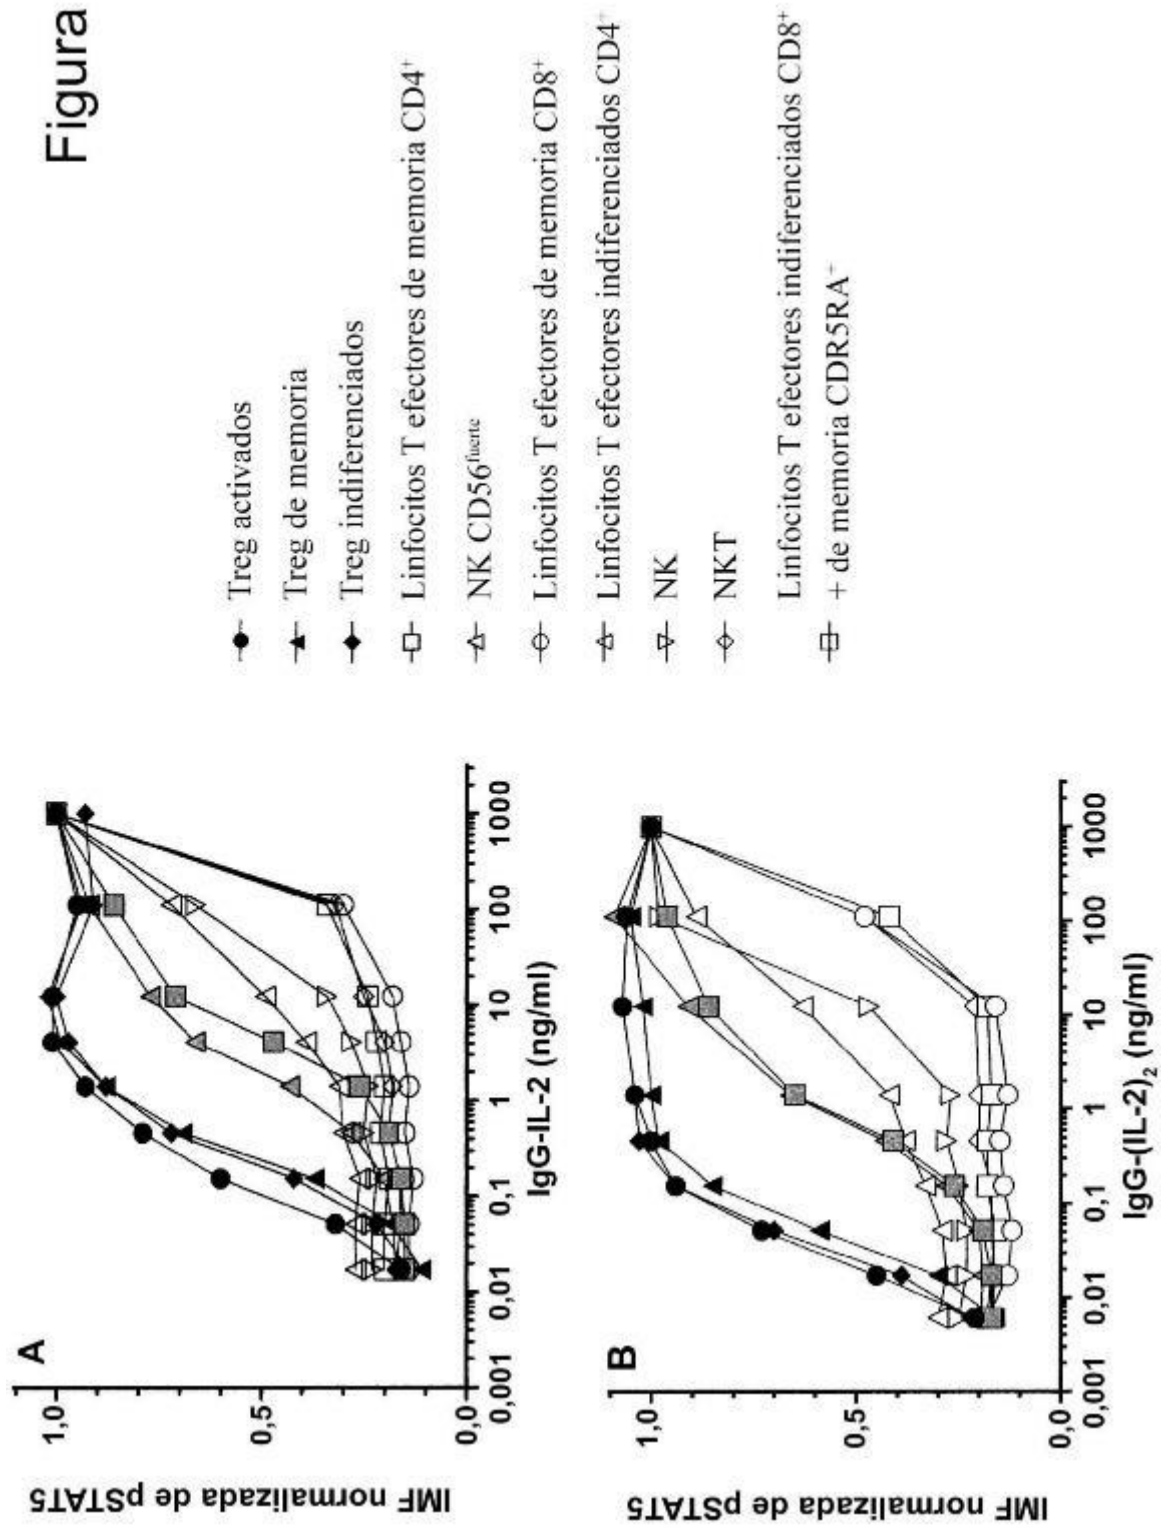 Figura
A
1,0
0,5
0,0
IMF normalizada de pSTAT5
0,001
0,01
0,1
1
10
100
1000
IgG-IL-2 (ng/ml)
B
1,0
0,5
0,0
IMF normalizada de pSTAT5
0,001
0,01
0,1
1
10
100
1000
IgG-(IL-2)₂ (ng/ml)
Treg activados
Treg de memoria
Treg indiferenciados
Linfocitos T efectores de memoria CD4⁺
NK CD56ᶠᵘᵉʳᵗᵉ
Linfocitos T efectores de memoria CD8⁺
Linfocitos T efectores indiferenciados CD4⁺
NK
NKT
Linfocitos T efectores indiferenciados CD8⁺
+ de memoria CDR5RA⁺